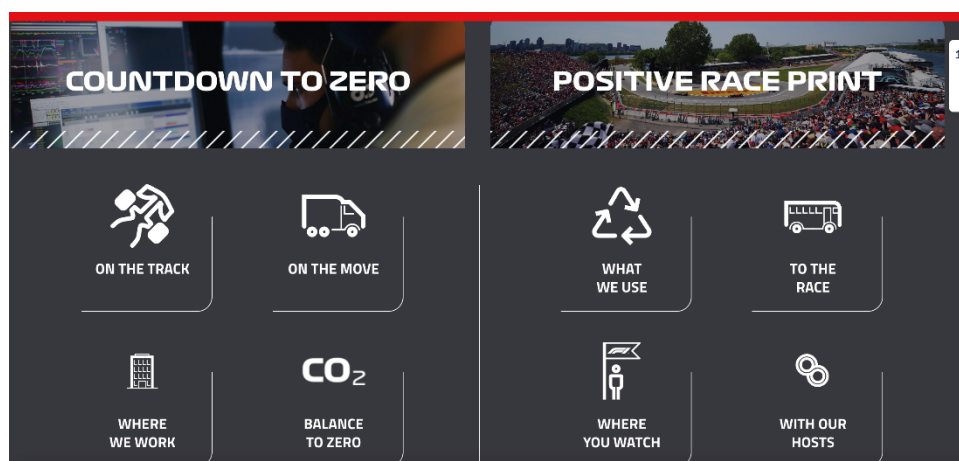 COUNTDOWN TO ZERO
POSITIVE RACE PRINT
ON THE TRACK
ON THE MOVE
WHAT
WE USE
TO THE
RACE
CO2
F1
WHERE
WE WORK
BALANCE
TO ZERO
WHERE
YOU WATCH
WITH OUR
HOSTS